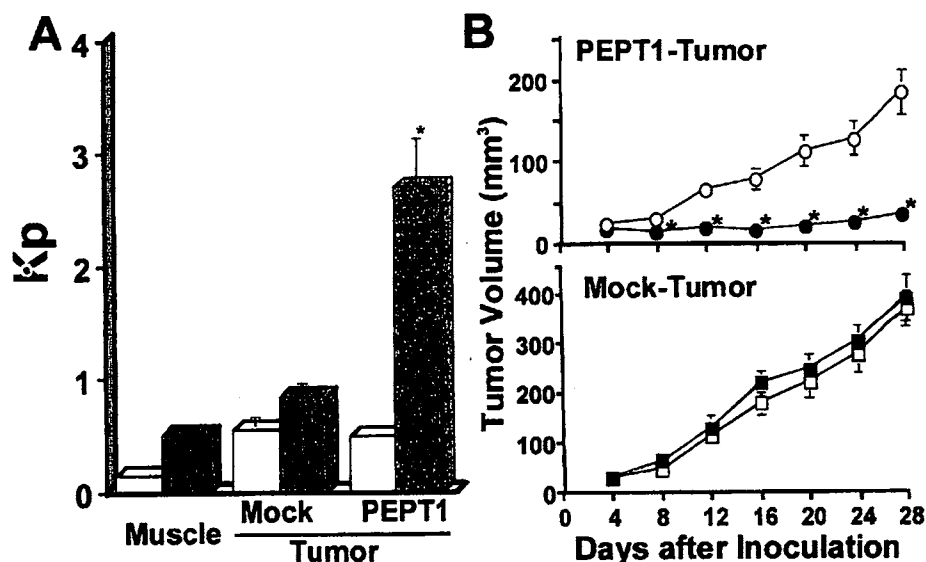 A
4
3
2
1
0
Kp
*
Muscle
Mock
PEPT1
Tumor
B
PEPT1-Tumor
200
100
0
* * * * * *
Tumor Volume (mm³)
Mock-Tumor
400
300
200
100
0
0 4 8 12 16 20 24 28
Days after Inoculation